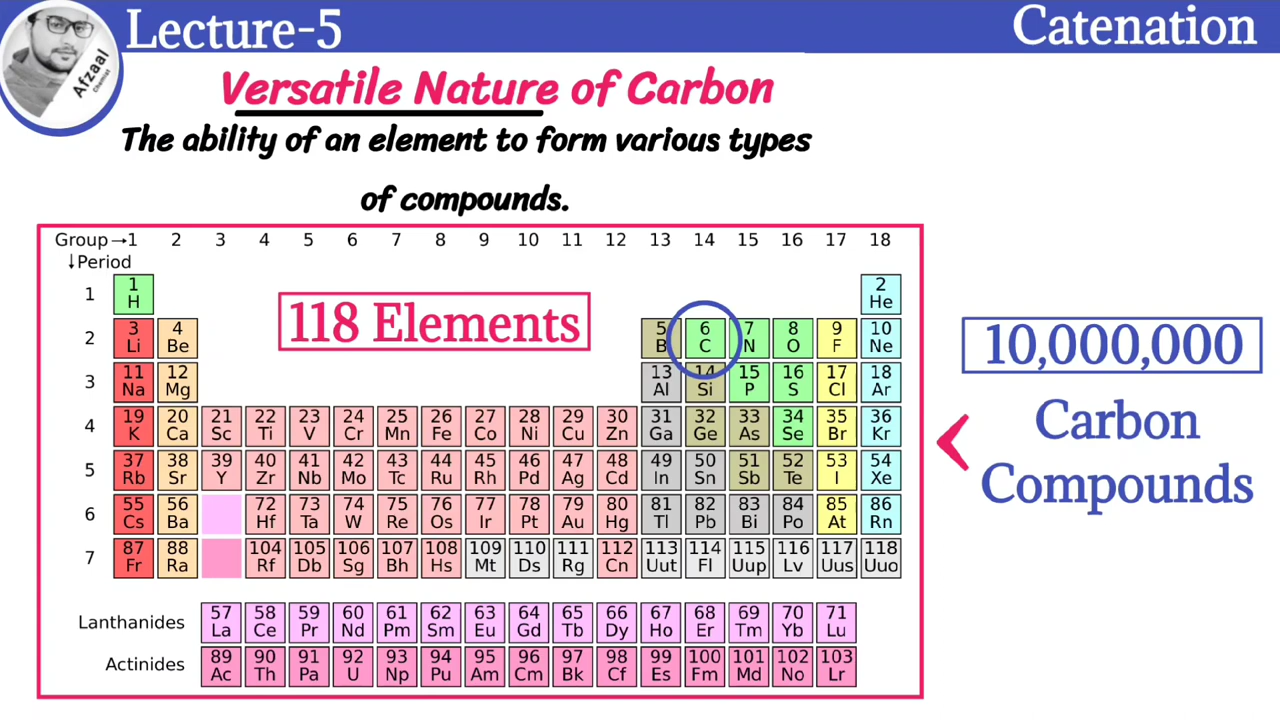 Lecture-5
Catenation
Afzaal
Chemist
Versatile Nature of Carbon
The ability of an element to form various types
of compounds.
Group →1 2 3 4 5 6 7 8 9 10 11 12 13 14 15 16 17 18
↓Period
118 Elements
1 1 2
H He
2 3 4 5 6 7 8 9 10
Li Be B C N O F Ne
3 11 12 13 14 15 16 17 18
Na Mg Al Si P S Cl Ar
4 19 20 21 22 23 24 25 26 27 28 29 30 31 32 33 34 35 36
K Ca Sc Ti V Cr Mn Fe Co Ni Cu Zn Ga Ge As Se Br Kr
5 37 38 39 40 41 42 43 44 45 46 47 48 49 50 51 52 53 54
Rb Sr Y Zr Nb Mo Tc Ru Rh Pd Ag Cd In Sn Sb Te I Xe
6 55 56 72 73 74 75 76 77 78 79 80 81 82 83 84 85 86
Cs Ba Hf Ta W Re Os Ir Pt Au Hg Tl Pb Bi Po At Rn
7 87 88 104 105 106 107 108 109 110 111 112 113 114 115 116 117 118
Fr Ra Rf Db Sg Bh Hs Mt Ds Rg Cn Uut Fl Uup Lv Uus Uuo
Lanthanides 57 58 59 60 61 62 63 64 65 66 67 68 69 70 71
La Ce Pr Nd Pm Sm Eu Gd Tb Dy Ho Er Tm Yb Lu
Actinides 89 90 91 92 93 94 95 96 97 98 99 100 101 102 103
Ac Th Pa U Np Pu Am Cm Bk Cf Es Fm Md No Lr
<
10,000,000
Carbon
Compounds